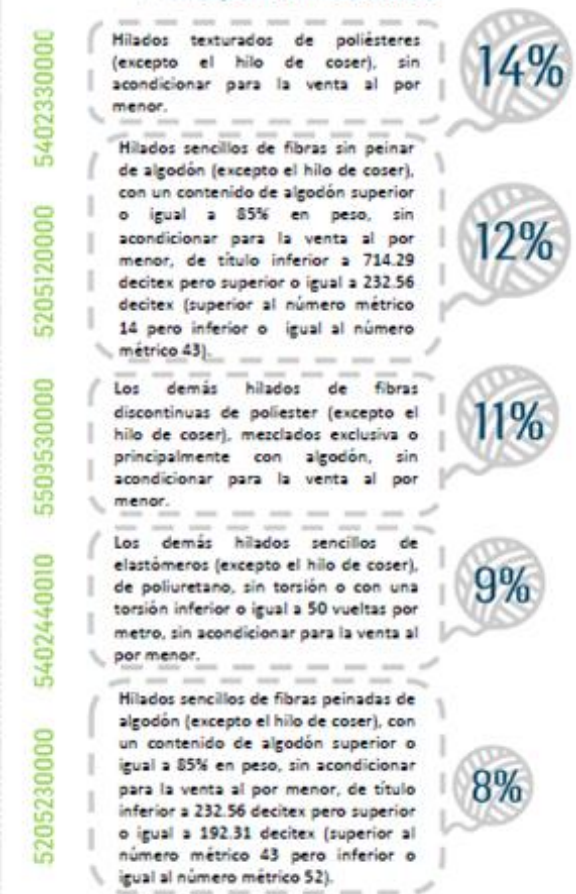 5402330000
Hilados texturados de poliésteres
(excepto el hilo de coser), sin
acondicionar para la venta al por
menor.
14%
5205120000
Hilados sencillos de fibras sin peinar
de algodón (excepto el hilo de coser),
con un contenido de algodón superior
o igual a 85% en peso, sin
acondicionar para la venta al por
menor, de título inferior a 714.29
decitex pero superior o igual a 232.56
decitex (superior al número métrico
14 pero inferior o igual al número
métrico 43).
12%
5509530000
Los demás hilados de fibras
discontinuas de poliester (excepto el
hilo de coser), mezclados exclusiva o
principalmente con algodón, sin
acondicionar para la venta al por
menor.
11%
5402440010
Los demás hilados sencillos de
elastómeros (excepto el hilo de coser),
de poliuretano, sin torsión o con una
torsión inferior o igual a 50 vueltas por
metro, sin acondicionar para la venta al
por menor.
9%
5205230000
Hilados sencillos de fibras peinadas de
algodón (excepto el hilo de coser), con
un contenido de algodón superior o
igual a 85% en peso, sin acondicionar
para la venta al por menor, de título
inferior a 232.56 decitex pero superior
o igual a 192.31 decitex (superior al
número métrico 43 pero inferior o
igual al número métrico 52).
8%